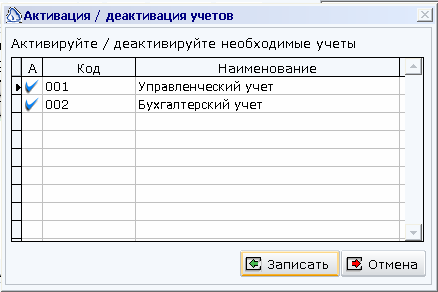 Активация / деактивация учетов
Активируйте / деактивируйте необходимые учеты
А Код Наименование
001 Управленческий учет
002 Бухгалтерский учет
Записать Отмена